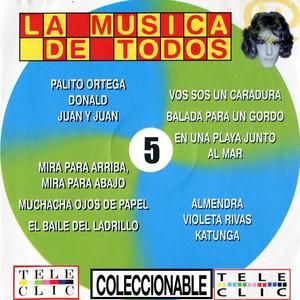 LA MUSICA
DE TODOS
PALITO ORTEGA
DONALD
JUAN Y JUAN
VOS SOS UN CARADURA
BALADA PARA UN GORDO
EN UNA PLAYA JUNTO
AL MAR
5
MIRA PARA ARRIBA,
MIRA PARA ABAJO
MUCHACHA OJOS DE PAPEL
EL BAILE DEL LADRILLO
ALMENDRA
VIOLETA RIVAS
KATUNGA
TELE
CLIC
COLECCIONABLE
TELE
CLIC